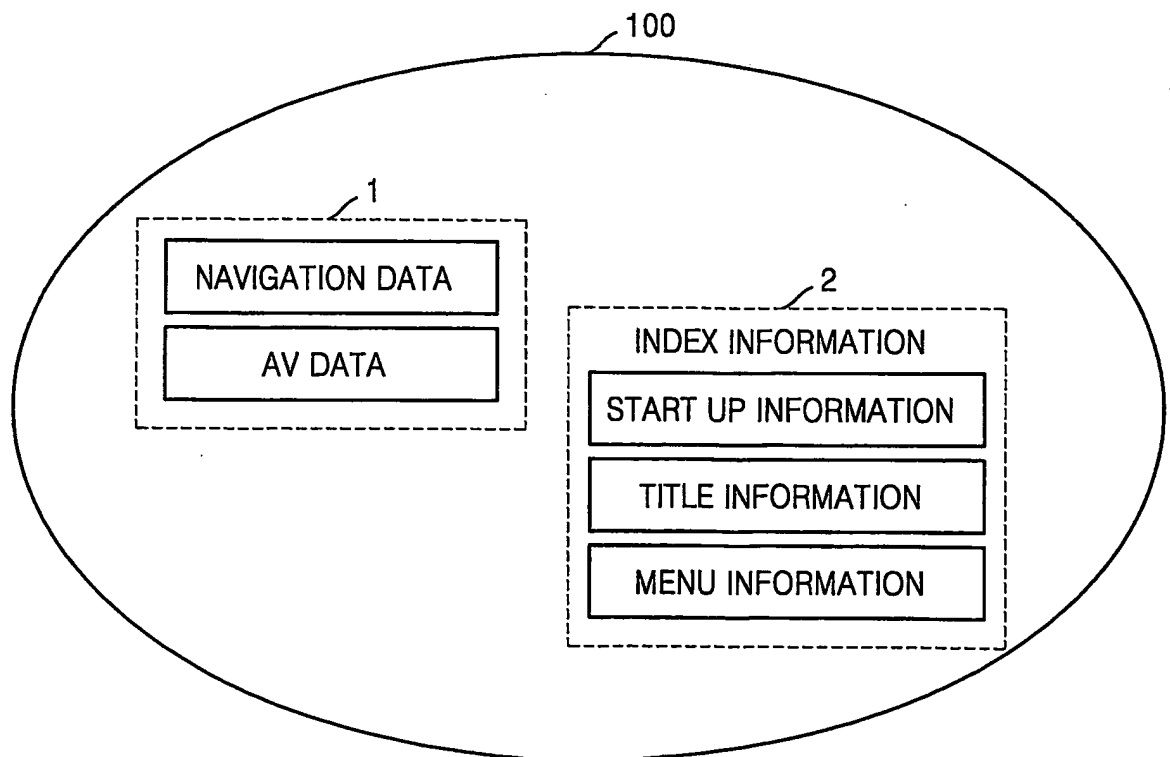 100
1
NAVIGATION DATA
AV DATA
2
INDEX INFORMATION
START UP INFORMATION
TITLE INFORMATION
MENU INFORMATION